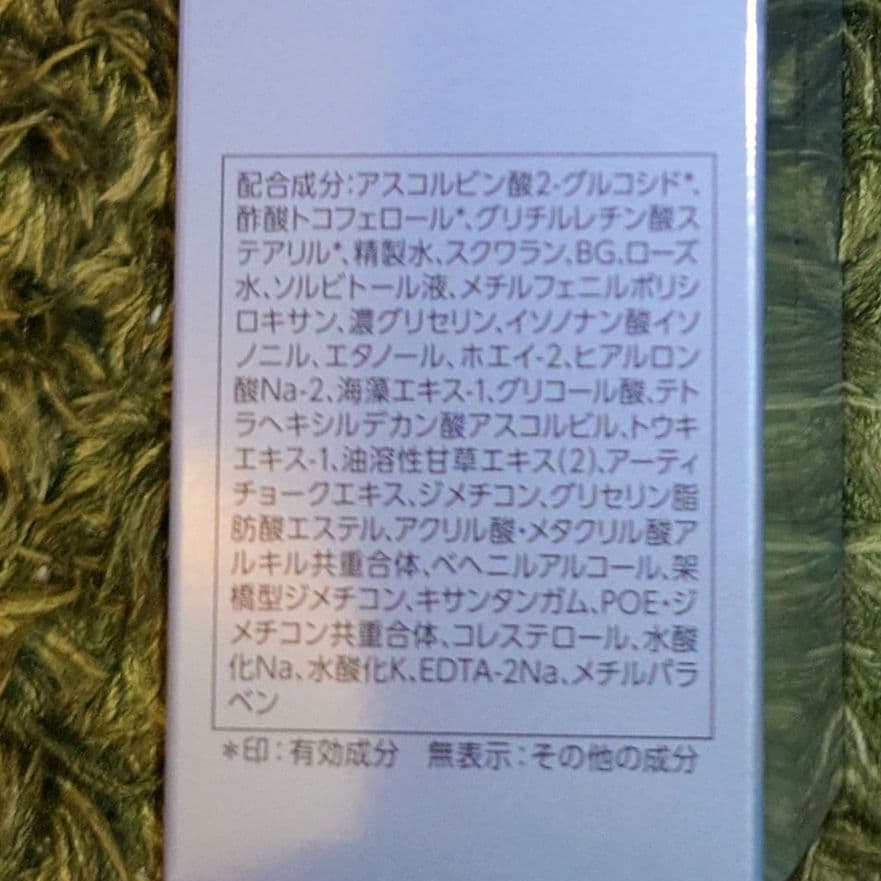 配合成分:アスコルビン酸2-グルコシド*、
酢酸トコフェロール*、グリチルレチン酸ス
テアリル*、精製水、スクワラン、BG、ローズ
水、ソルビトール液、メチルフェニルポリシ
ロキサン、濃グリセリン、イソノナン酸イソ
ノニル、エタノール、ホエイ-2、ヒアルロン
酸Na-2、海藻エキス-1、グリコール酸、テト
ラヘキシルデカン酸アスコルビル、トウキ
エキス-1、油溶性甘草エキス(2)、アーティ
チョークエキス、ジメチコン、グリセリン脂
肪酸エステル、アクリル酸・メタクリル酸ア
ルキル共重合体、ベヘニルアルコール、架
橋型ジメチコン、キサンタンガム、POE・ジ
メチコン共重合体、コレステロール、水酸
化Na、水酸化K、EDTA-2Na、メチルパラ
ベン
*印:有効成分 無表示:その他の成分